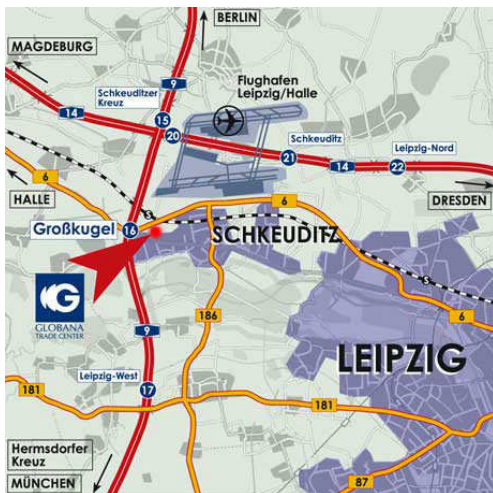 BERLIN
MAGDEBURG
9
Schkeuditzer
Kreuz
Flughafen
Leipzig/Halle
14
15
20
Schkeuditz
21
14
Leipzig-Nord
22
6
HALLE
S
6
DRESDEN
Großkugel
16
SCHKEUDITZ
G
GLOBANA
TRADE CENTER
S
9
186
6
LEIPZIG
Leipzig-West
17
181
181
Hermsdorfer
Kreuz
MÜNCHEN
87